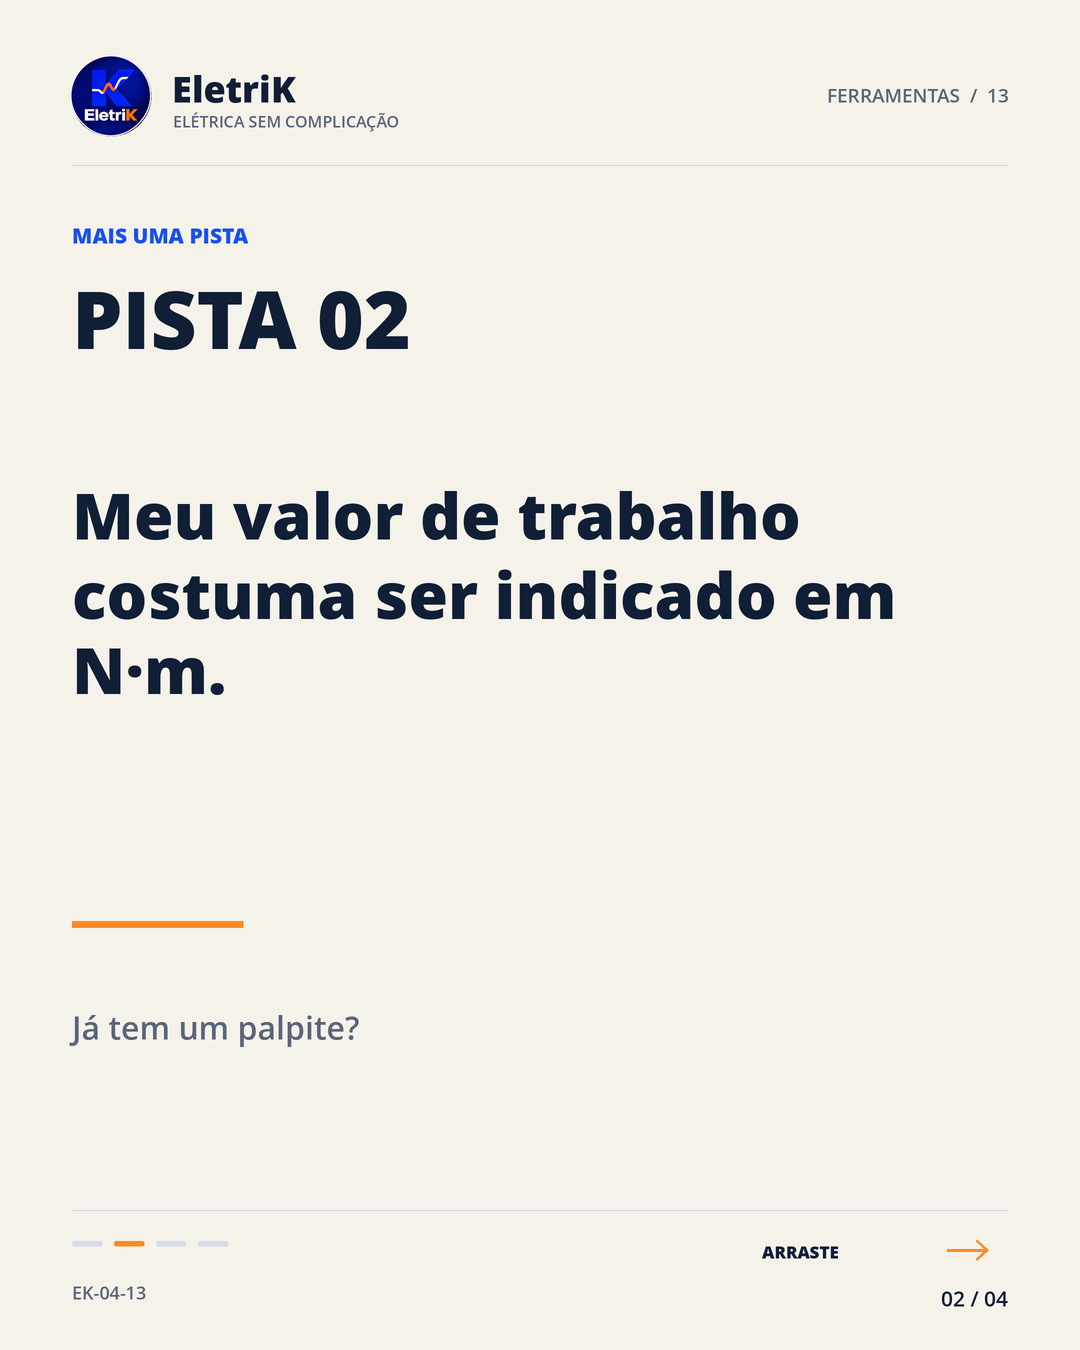 EletriK
EletriK
ELÉTRICA SEM COMPLICAÇÃO
FERRAMENTAS / 13
MAIS UMA PISTA
PISTA 02
Meu valor de trabalho
costuma ser indicado em
N·m.
Já tem um palpite?
ARRASTE
EK-04-13
02 / 04